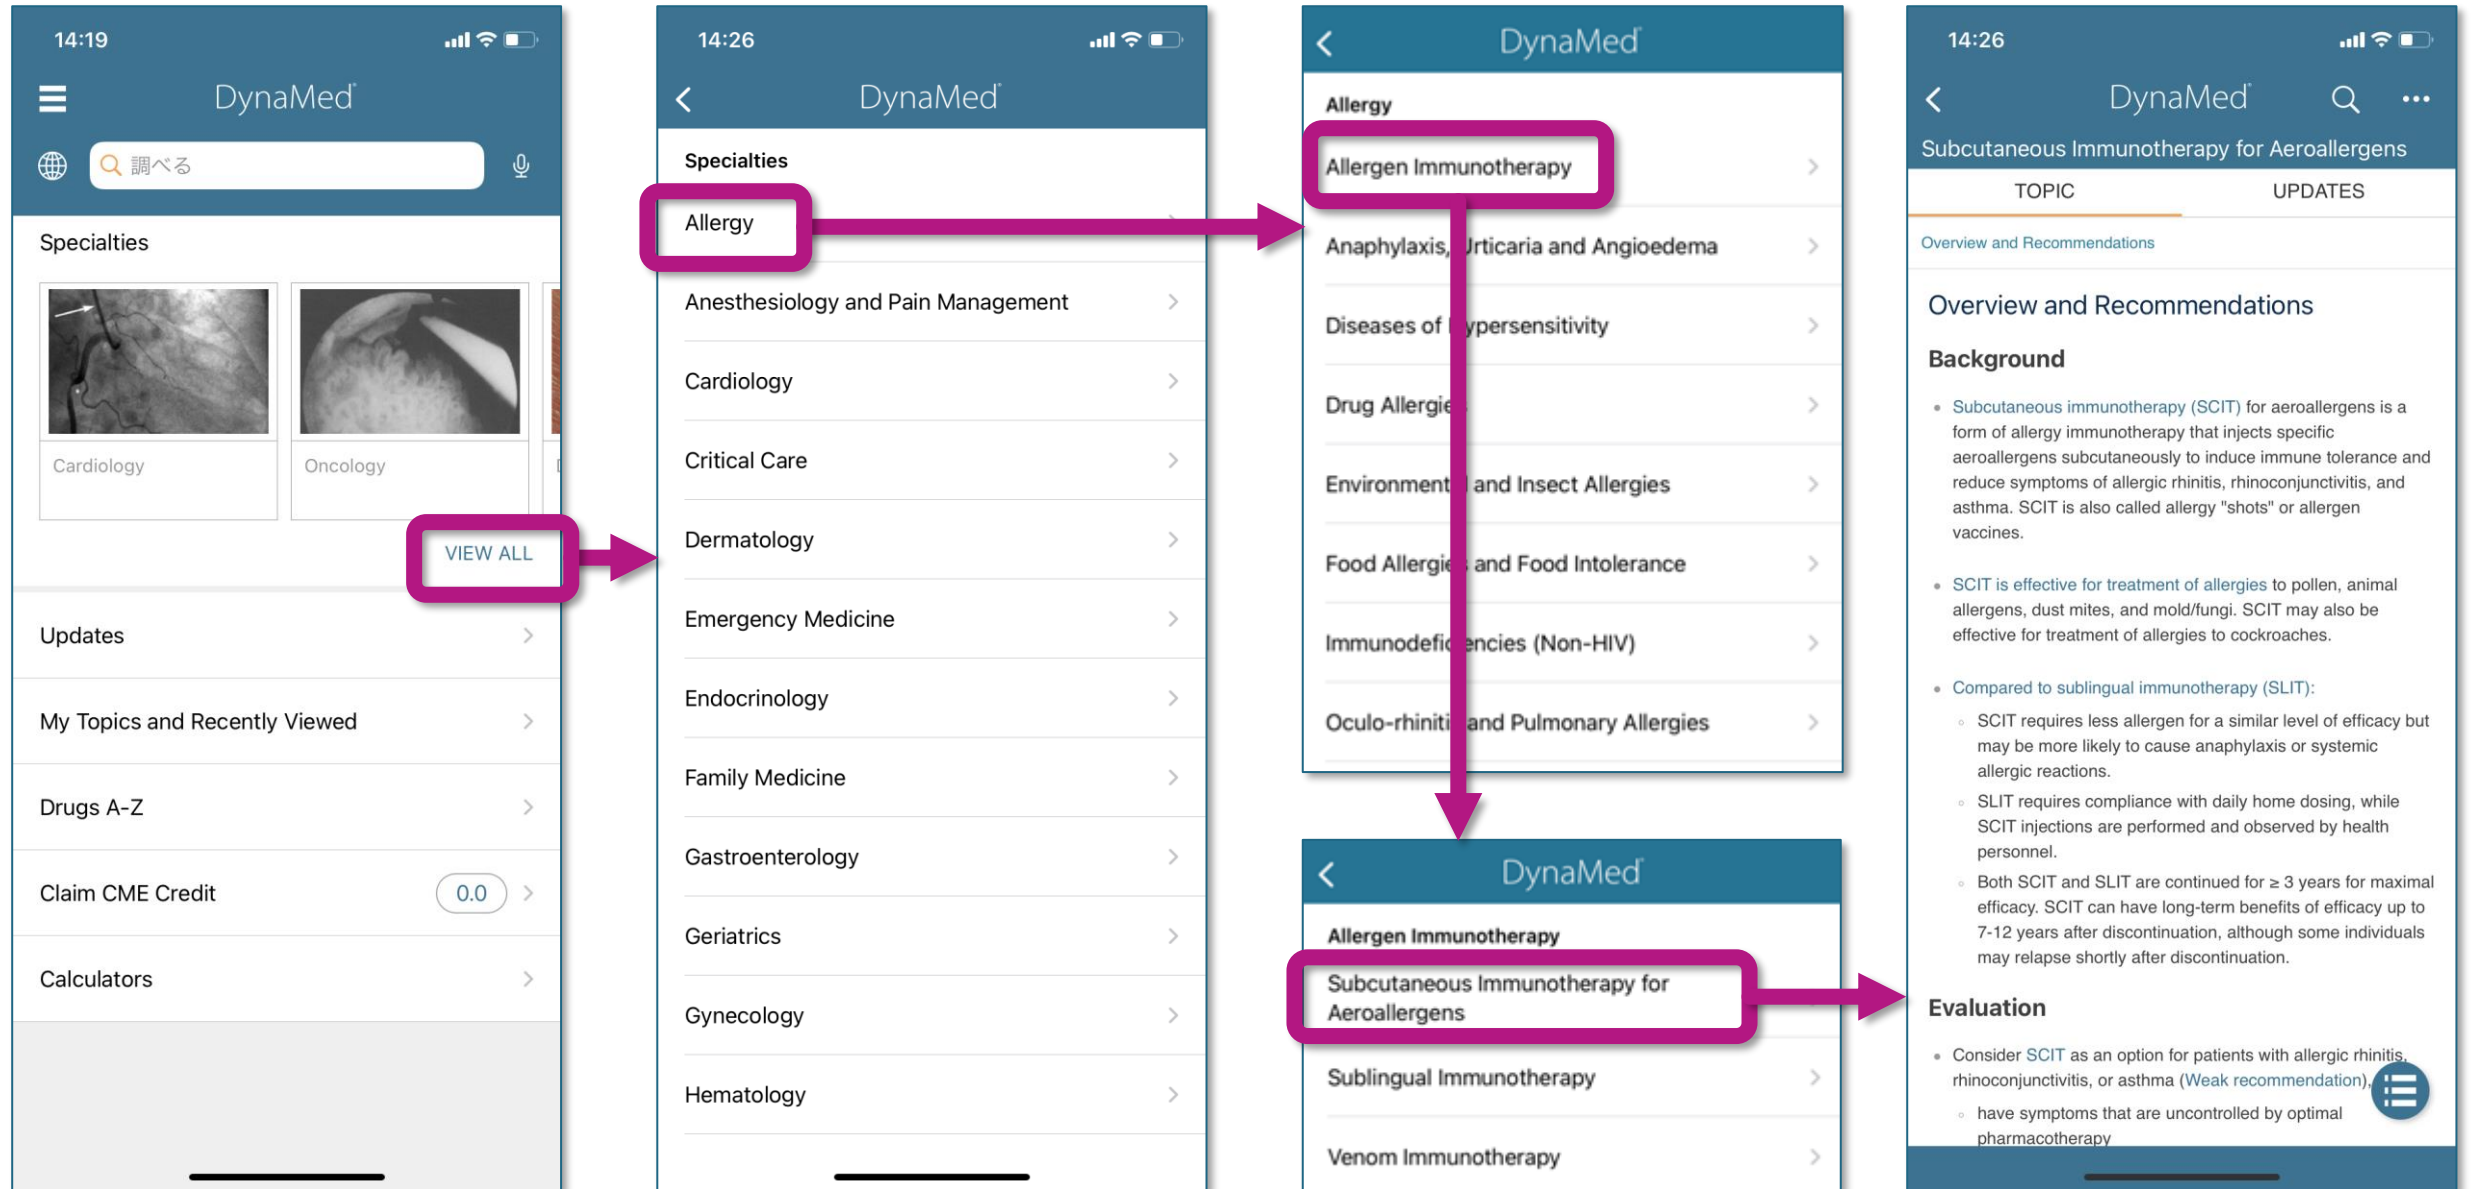 14:19
DynaMed
調べる
Specialties
Cardiology
Oncology
VIEW ALL
Updates
My Topics and Recently Viewed
Drugs A-Z
Claim CME Credit
0.0
Calculators
14:26
DynaMed
Specialties
Allergy
Anesthesiology and Pain Management
Cardiology
Critical Care
Dermatology
Emergency Medicine
Endocrinology
Family Medicine
Gastroenterology
Geriatrics
Gynecology
Hematology
DynaMed
Allergy
Allergen Immunotherapy
Anaphylaxis, Urticaria and Angioedema
Diseases of Hypersensitivity
Drug Allergies
Environmental and Insect Allergies
Food Allergies and Food Intolerance
Immunodeficiencies (Non-HIV)
Oculo-rhinitis and Pulmonary Allergies
DynaMed
Allergen Immunotherapy
Subcutaneous Immunotherapy for
Aeroallergens
Sublingual Immunotherapy
Venom Immunotherapy
14:26
DynaMed
Subcutaneous Immunotherapy for Aeroallergens
TOPIC
UPDATES
Overview and Recommendations
Overview and Recommendations
Background
Subcutaneous immunotherapy (SCIT) for aeroallergens is a
form of allergy immunotherapy that injects specific
aeroallergens subcutaneously to induce immune tolerance and
reduce symptoms of allergic rhinitis, rhinoconjunctivitis, and
asthma. SCIT is also called allergy "shots" or allergen
vaccines.
SCIT is effective for treatment of allergies to pollen, animal
allergens, dust mites, and mold/fungi. SCIT may also be
effective for treatment of allergies to cockroaches.
Compared to sublingual immunotherapy (SLIT):
SCIT requires less allergen for a similar level of efficacy but
may be more likely to cause anaphylaxis or systemic
allergic reactions.
SLIT requires compliance with daily home dosing, while
SCIT injections are performed and observed by health
personnel.
Both SCIT and SLIT are continued for ≥ 3 years for maximal
efficacy. SCIT can have long-term benefits of efficacy up to
7-12 years after discontinuation, although some individuals
may relapse shortly after discontinuation.
Evaluation
Consider SCIT as an option for patients with allergic rhinitis,
rhinoconjunctivitis, or asthma (Weak recommendation),
have symptoms that are uncontrolled by optimal
pharmacotherapy